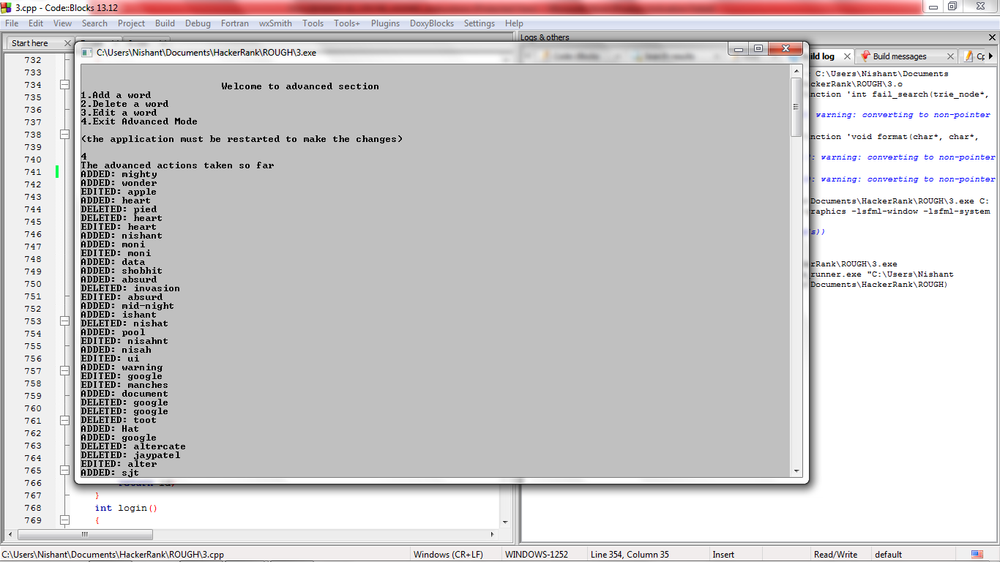 3.cpp - Code::Blocks 13.12
File Edit View Search Project Build Debug Fortran wxSmith Tools Tools+ Plugins DoxyBlocks Settings Help
Start here
Logs & others
C:\Users\Nishant\Documents\HackerRank\ROUGH\3.exe
ld log
Build messages
Cp
Welcome to advanced section
1.Add a word
2.Delete a word
3.Edit a word
4.Exit Advanced Mode
(the application must be restarted to make the changes)
4
The advanced actions taken so far
ADDED: mighty
ADDED: wonder
EDITED: apple
ADDED: heart
DELETED: pied
DELETED: heart
EDITED: heart
ADDED: nishant
ADDED: moni
EDITED: moni
ADDED: data
ADDED: shobhit
ADDED: absurd
DELETED: invasion
EDITED: absurd
ADDED: mid-night
ADDED: ishant
DELETED: nishat
ADDED: pool
EDITED: nisahnt
ADDED: nisah
EDITED: ui
ADDED: warning
EDITED: google
EDITED: manches
ADDED: document
DELETED: google
DELETED: google
DELETED: toot
ADDED: Hat
ADDED: google
DELETED: altercate
DELETED: jaypatel
EDITED: alter
ADDED: sjt
732
733
734
735
736
737
738
739
740
741
742
743
744
745
746
747
748
749
750
751
752
753
754
755
756
757
758
759
760
761
762
763
764
765
766
767 }
768 int login()
769 {
C:\Users\Nishant\Documents
ckerRank\ROUGH\3.o
nction 'int fail_search(trie_node*,
warning: converting to non-pointer
nction 'void format(char*, char*,
: warning: converting to non-pointer
: warning: converting to non-pointer
Documents\HackerRank\ROUGH\3.exe C:
raphics -lsfml-window -lsfml-system
s))
rRank\ROUGH\3.exe
runner.exe "C:\Users\Nishant
Documents\HackerRank\ROUGH)
C:\Users\Nishant\Documents\HackerRank\ROUGH\3.cpp Windows (CR+LF) WINDOWS-1252 Line 354, Column 35 Insert Read/Write default